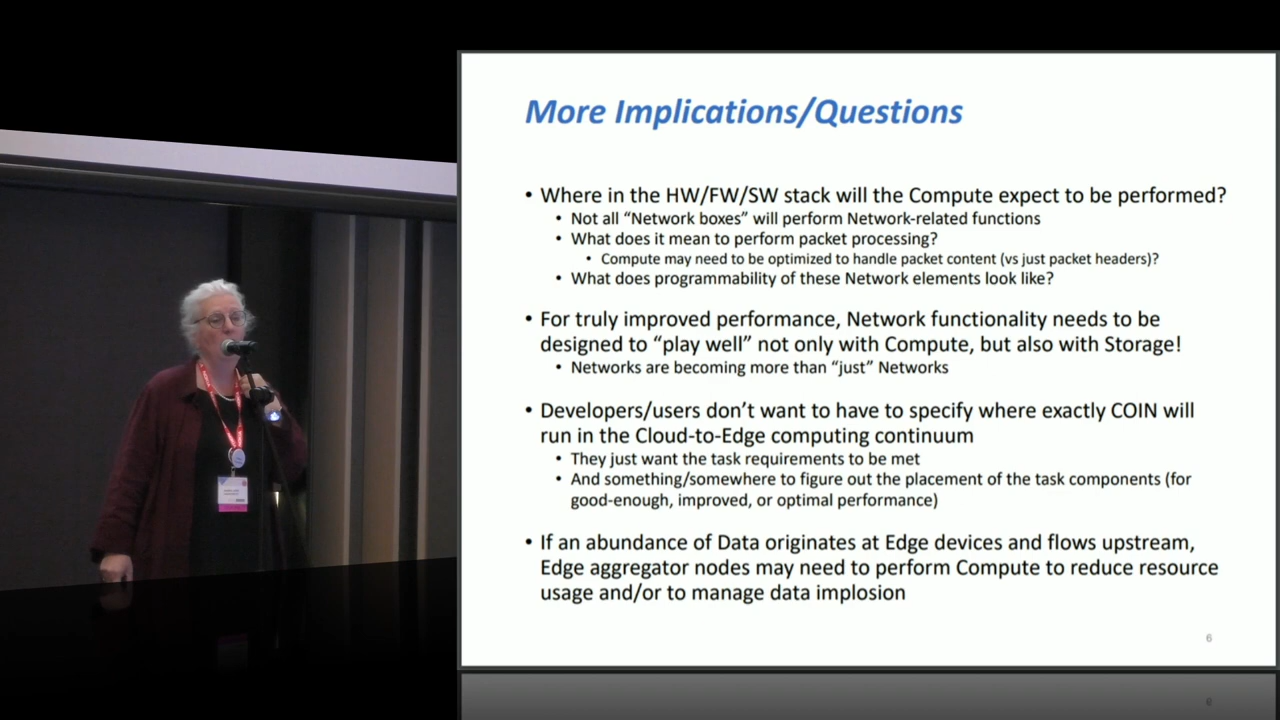 More Implications/Questions
• Where in the HW/FW/SW stack will the Compute expect to be performed?
• Not all “Network boxes” will perform Network-related functions
• What does it mean to perform packet processing?
• Compute may need to be optimized to handle packet content (vs just packet headers)?
• What does programmability of these Network elements look like?
• For truly improved performance, Network functionality needs to be
designed to “play well” not only with Compute, but also with Storage!
• Networks are becoming more than “just” Networks
• Developers/users don’t want to have to specify where exactly COIN will
run in the Cloud-to-Edge computing continuum
• They just want the task requirements to be met
• And something/somewhere to figure out the placement of the task components (for
good-enough, improved, or optimal performance)
• If an abundance of Data originates at Edge devices and flows upstream,
Edge aggregator nodes may need to perform Compute to reduce resource
usage and/or to manage data implosion
6